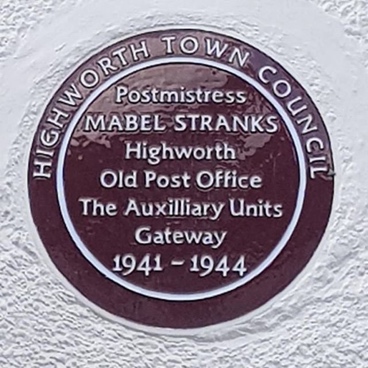 HIGHWORTH TOWN COUNCIL
Postmistress
MABEL STRANKS
Highworth
Old Post Office
The Auxilliary Units
Gateway
1941 - 1944